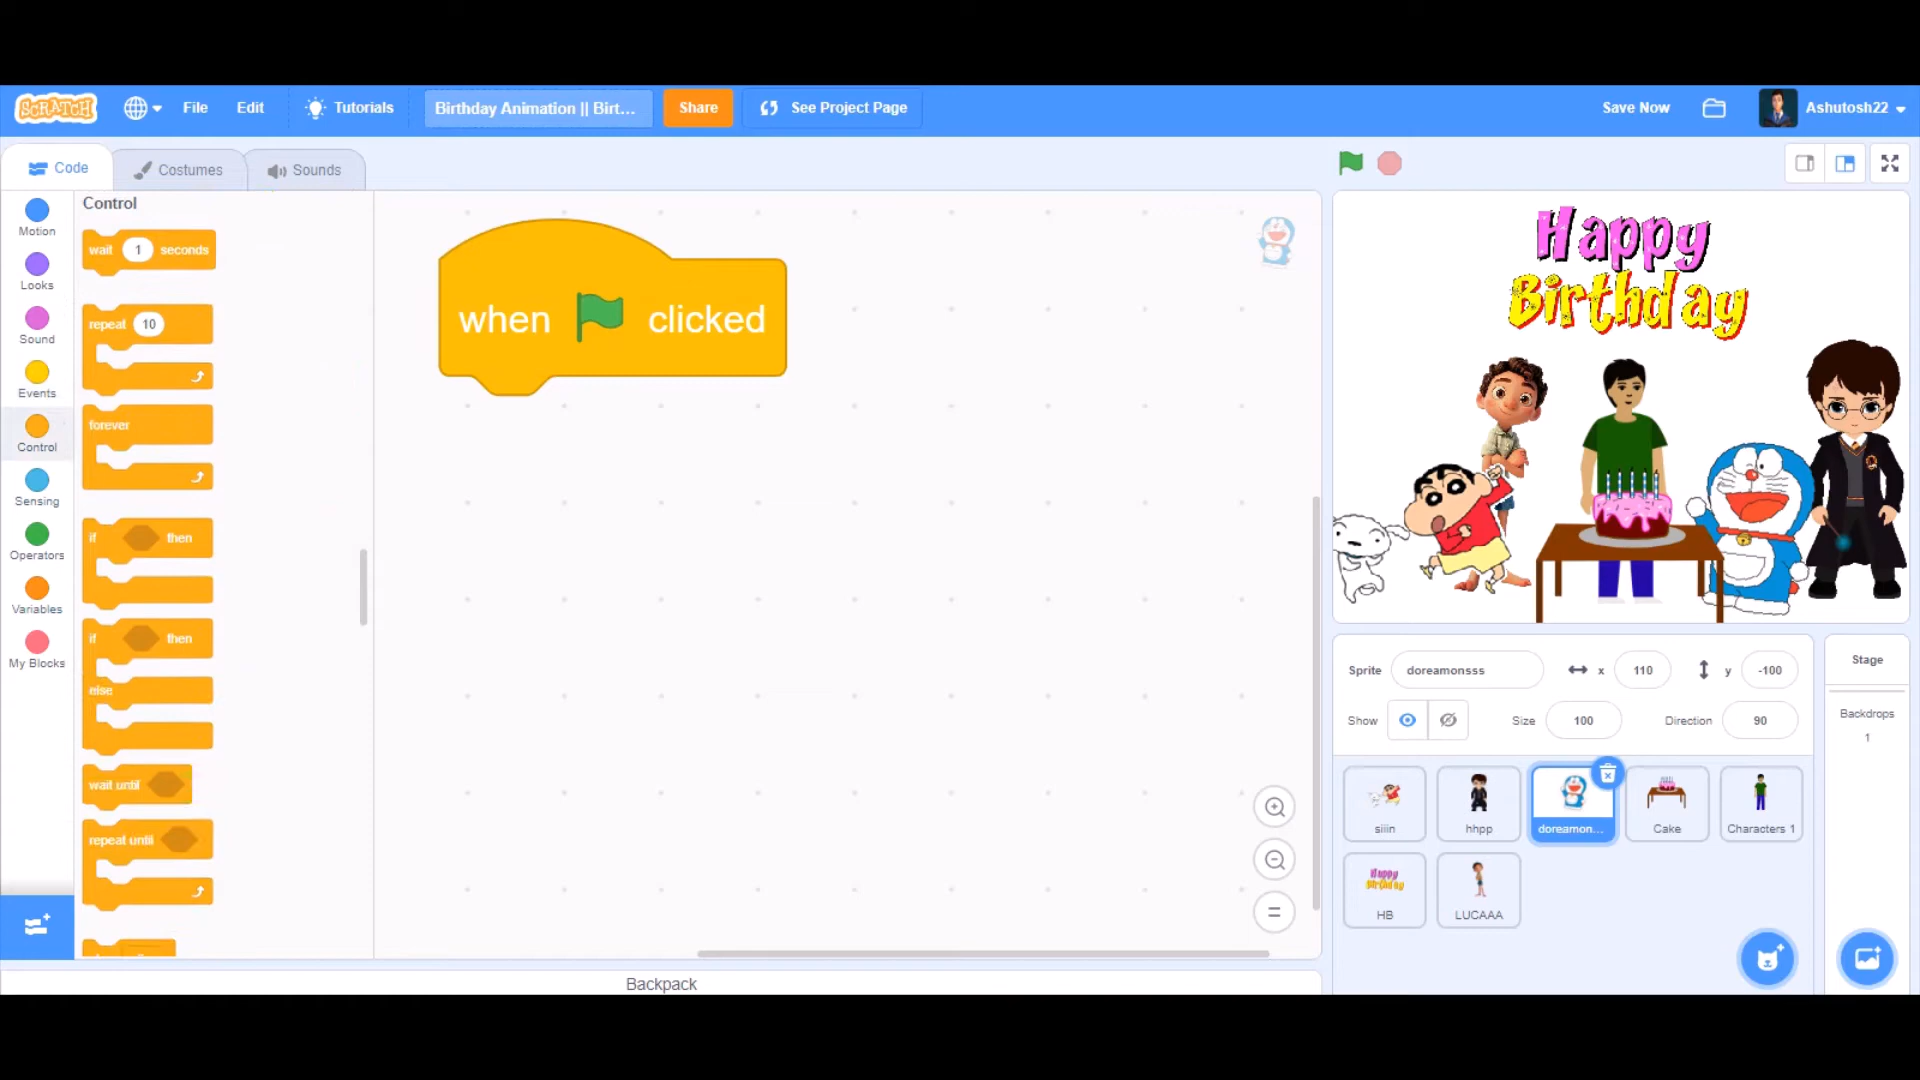 SCRATCH
File
Edit
Tutorials
Birthday Animation || Birt...
Share
See Project Page
Save Now
Ashutosh22
Code
Costumes
Sounds
Motion
Looks
Sound
Events
Control
Sensing
Operators
Variables
My Blocks
Control
wait 1 seconds
repeat 10
forever
if then
if then
else
wait until
repeat until
when clicked
Backpack
Happy
Birthday
Sprite doreamonsss x 110 y -100
Show Size 100 Direction 90
Stage
Backdrops
1
siiin
hhpp
doreamon...
Cake
Characters 1
Happy
Birthday
HB
LUCAAA